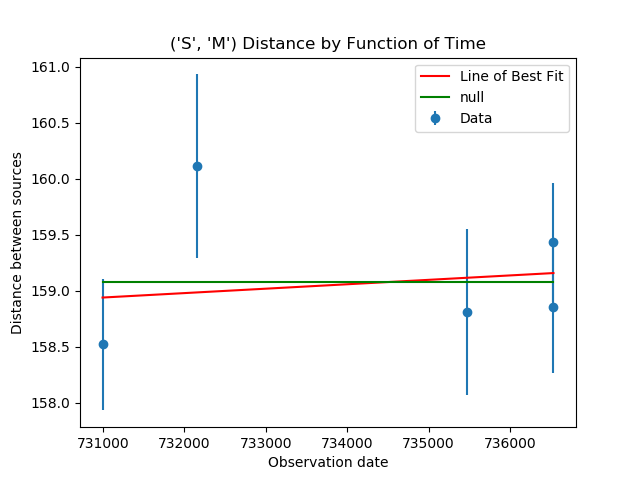 ('S', 'M') Distance by Function of Time
161.0
160.5
160.0
159.5
159.0
158.5
158.0
Distance between sources
Line of Best Fit
null
Data
731000 732000 733000 734000 735000 736000
Observation date